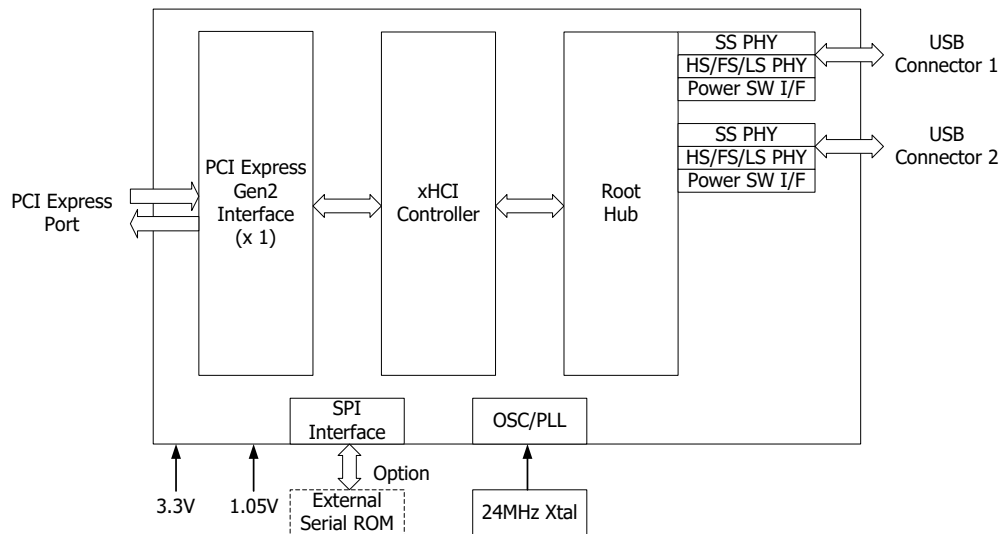 PCI Express
Port
PCI Express
Gen2
Interface
(x 1)
xHCI
Controller
Root
Hub
SS PHY
HS/FS/LS PHY
Power SW I/F
SS PHY
HS/FS/LS PHY
Power SW I/F
USB
Connector 1
USB
Connector 2
SPI
Interface
OSC/PLL
3.3V
1.05V
Option
External
Serial ROM
24MHz Xtal